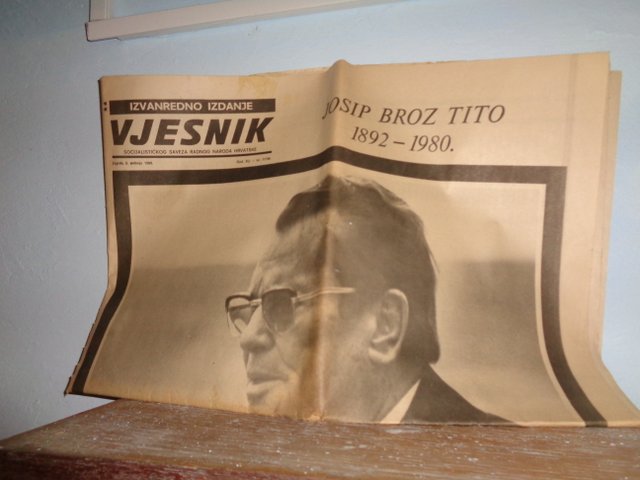 IZVANREDNO IZDANJE
VJESNIK
SOCIJALISTIČKOG SAVEZA RADNOG NARODA HRVATSKE
JOSIP BROZ TITO
1892 – 1980.